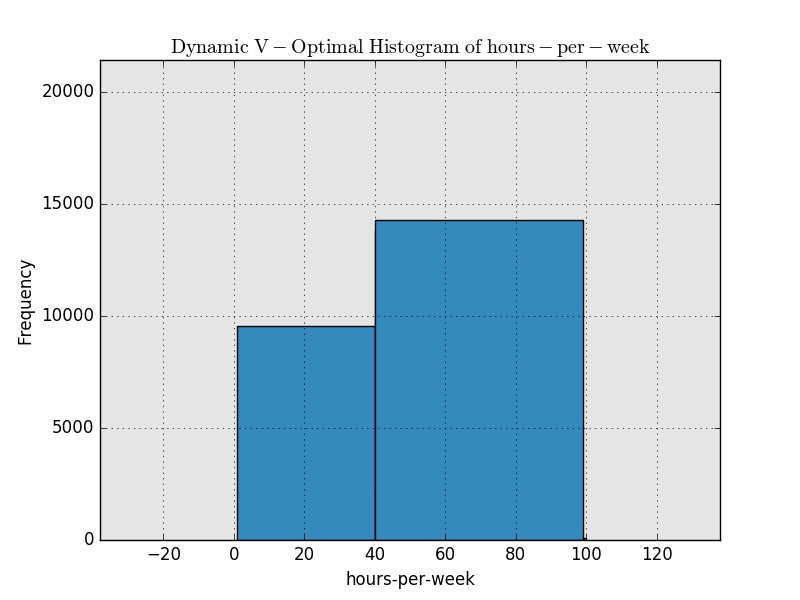 Dynamic V − Optimal Histogram of hours − per − week
20000
15000
10000
5000
0
Frequency
−20 0 20 40 60 80 100 120
hours-per-week